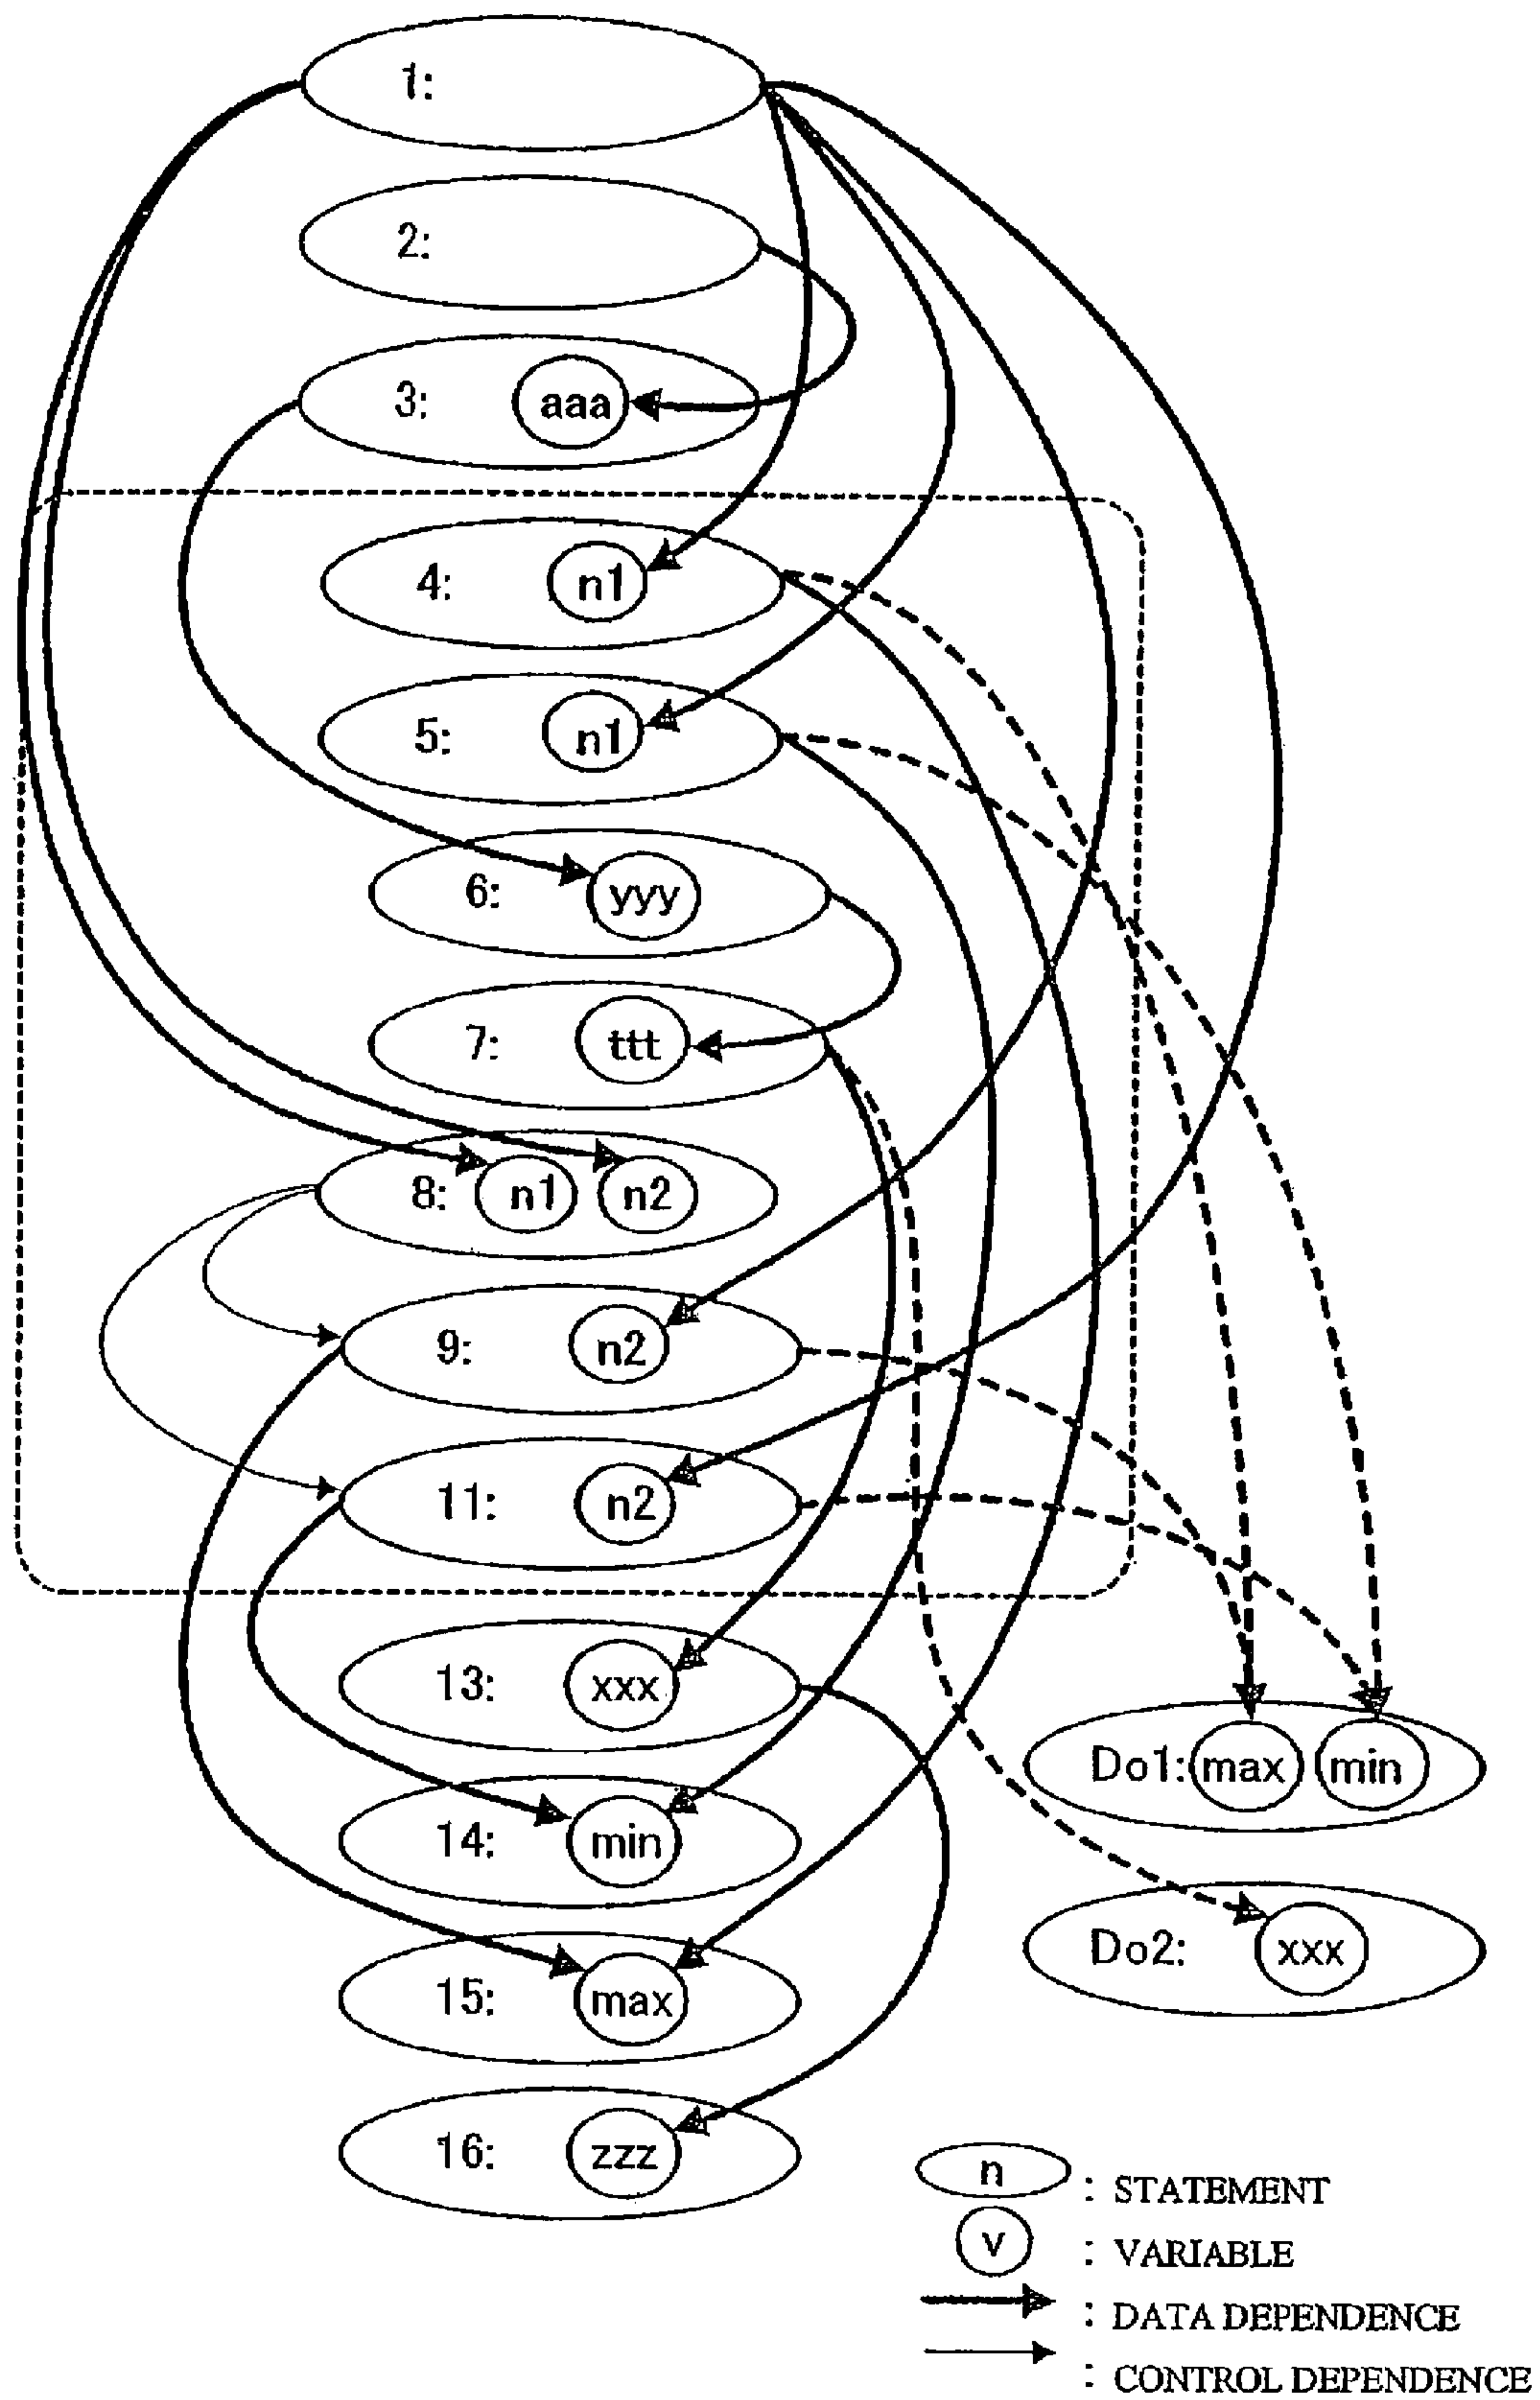 1:
2:
3: aaa
4: n1
5: n1
6: yyy
7: ttt
8: n1 n2
9: n2
11: n2
13: xxx
Do1: max min
14: min
Do2: xxx
15: max
16: zzz
n : STATEMENT
v : VARIABLE
: DATA DEPENDENCE
: CONTROL DEPENDENCE